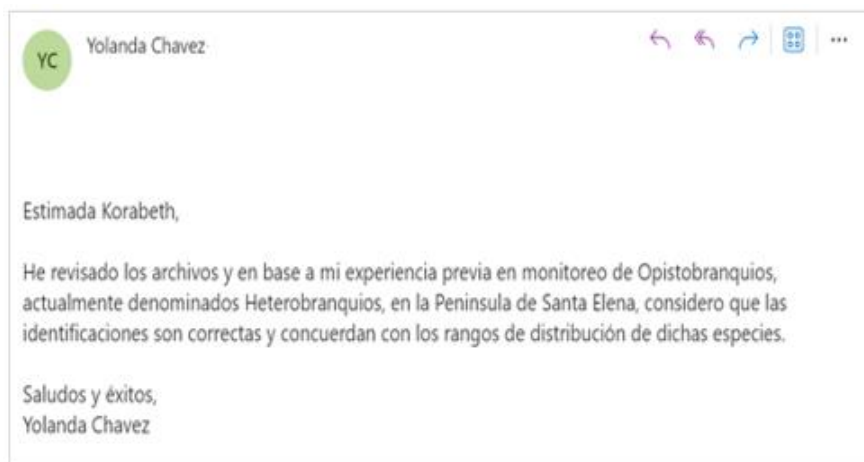 YC
Yolanda Chavez
Estimada Korabeth,
He revisado los archivos y en base a mi experiencia previa en monitoreo de Opistobranquios,
actualmente denominados Heterobranquios, en la Peninsula de Santa Elena, considero que las
identificaciones son correctas y concuerdan con los rangos de distribución de dichas especies.
Saludos y éxitos,
Yolanda Chavez